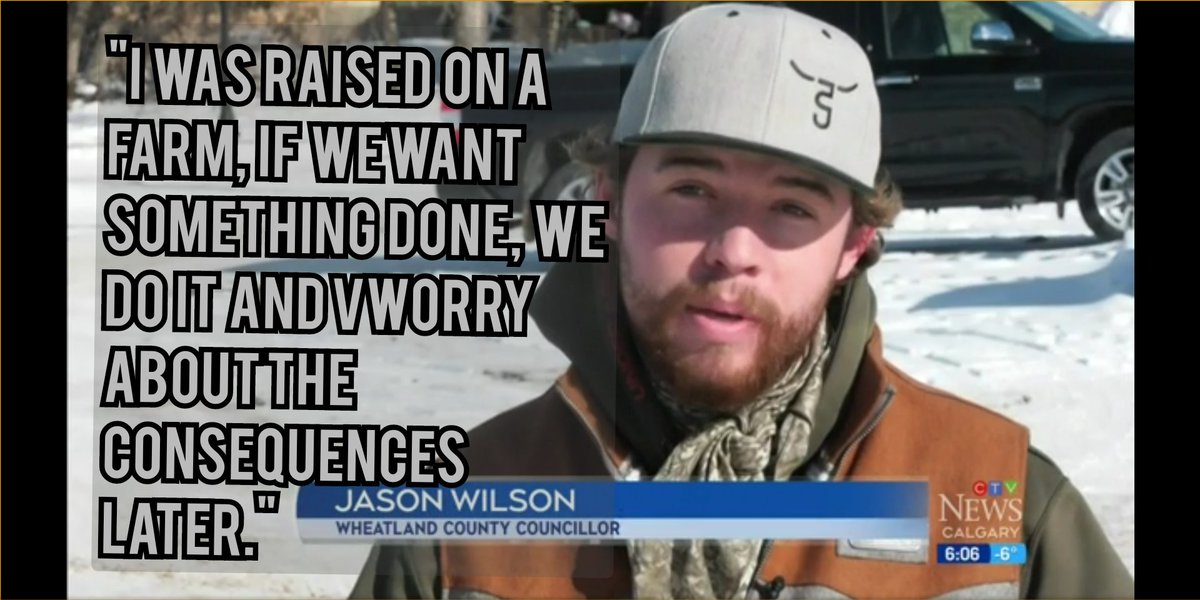 "I WAS RAISED ON A
FARM, IF WE WANT
SOMETHING DONE, WE
DO IT AND VWORRY
ABOUT THE
CONSEQUENCES
LATER."
JASON WILSON
WHEATLAND COUNTY COUNCILLOR
CTV
NEWS
CALGARY
6:06 -6°